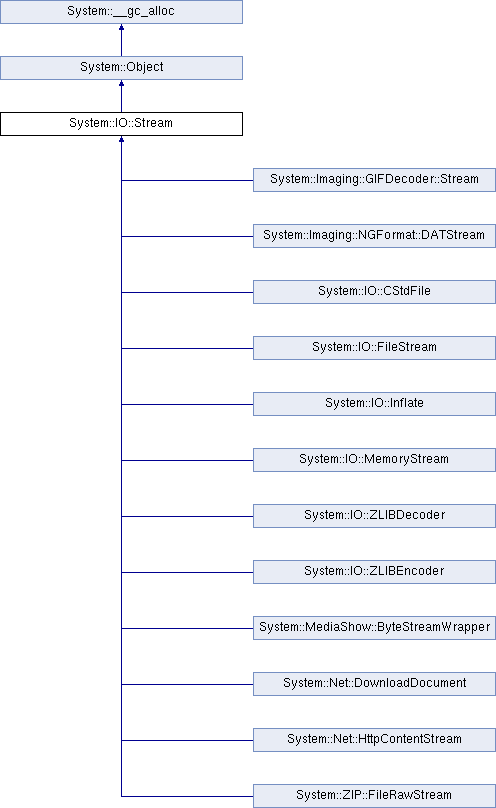 System::__gc_alloc
System::Object
System::IO::Stream
System::Imaging::GIFDecoder::Stream
System::Imaging::NGFormat::DATStream
System::IO::CStdFile
System::IO::FileStream
System::IO::Inflate
System::IO::MemoryStream
System::IO::ZLIBDecoder
System::IO::ZLIBEncoder
System::MediaShow::ByteStreamWrapper
System::Net::DownloadDocument
System::Net::HttpContentStream
System::ZIP::FileRawStream